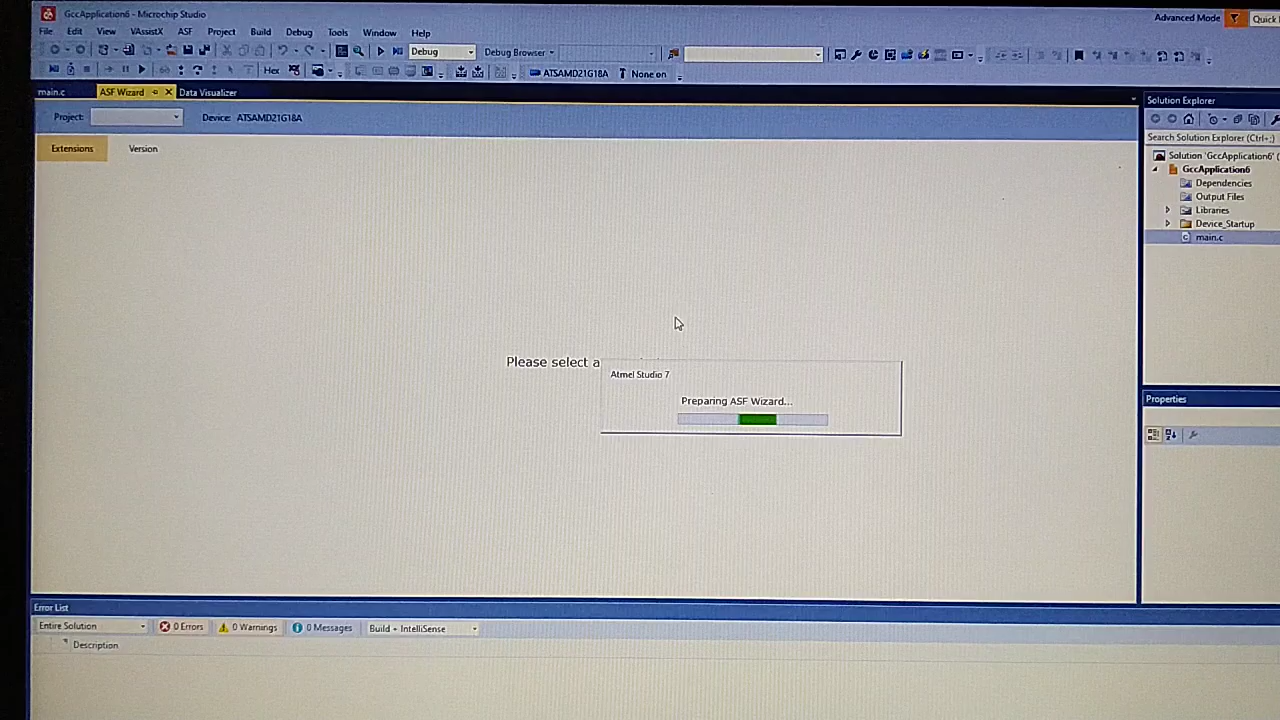 GccApplication6 - Microchip Studio
Advanced Mode
Quick
File Edit View VAssistX ASF Project Build Debug Tools Window Help
Debug Debug Browser
Hex ATSAMD21G18A None on
main.c ASF Wizard Data Visualizer
Project: Device: ATSAMD21G18A
Extensions Version
Please select a
Atmel Studio 7
Preparing ASF Wizard...
Solution Explorer
Search Solution Explorer (Ctrl+;)
Solution 'GccApplication6' (
GccApplication6
Dependencies
Output Files
Libraries
Device_Startup
main.c
Properties
Error List
Entire Solution 0 Errors 0 Warnings 0 Messages Build + IntelliSense
Description